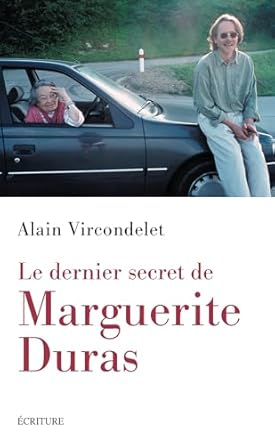 Alain Vircondelet
Le dernier secret de
Marguerite
Duras
ÉCRITURE